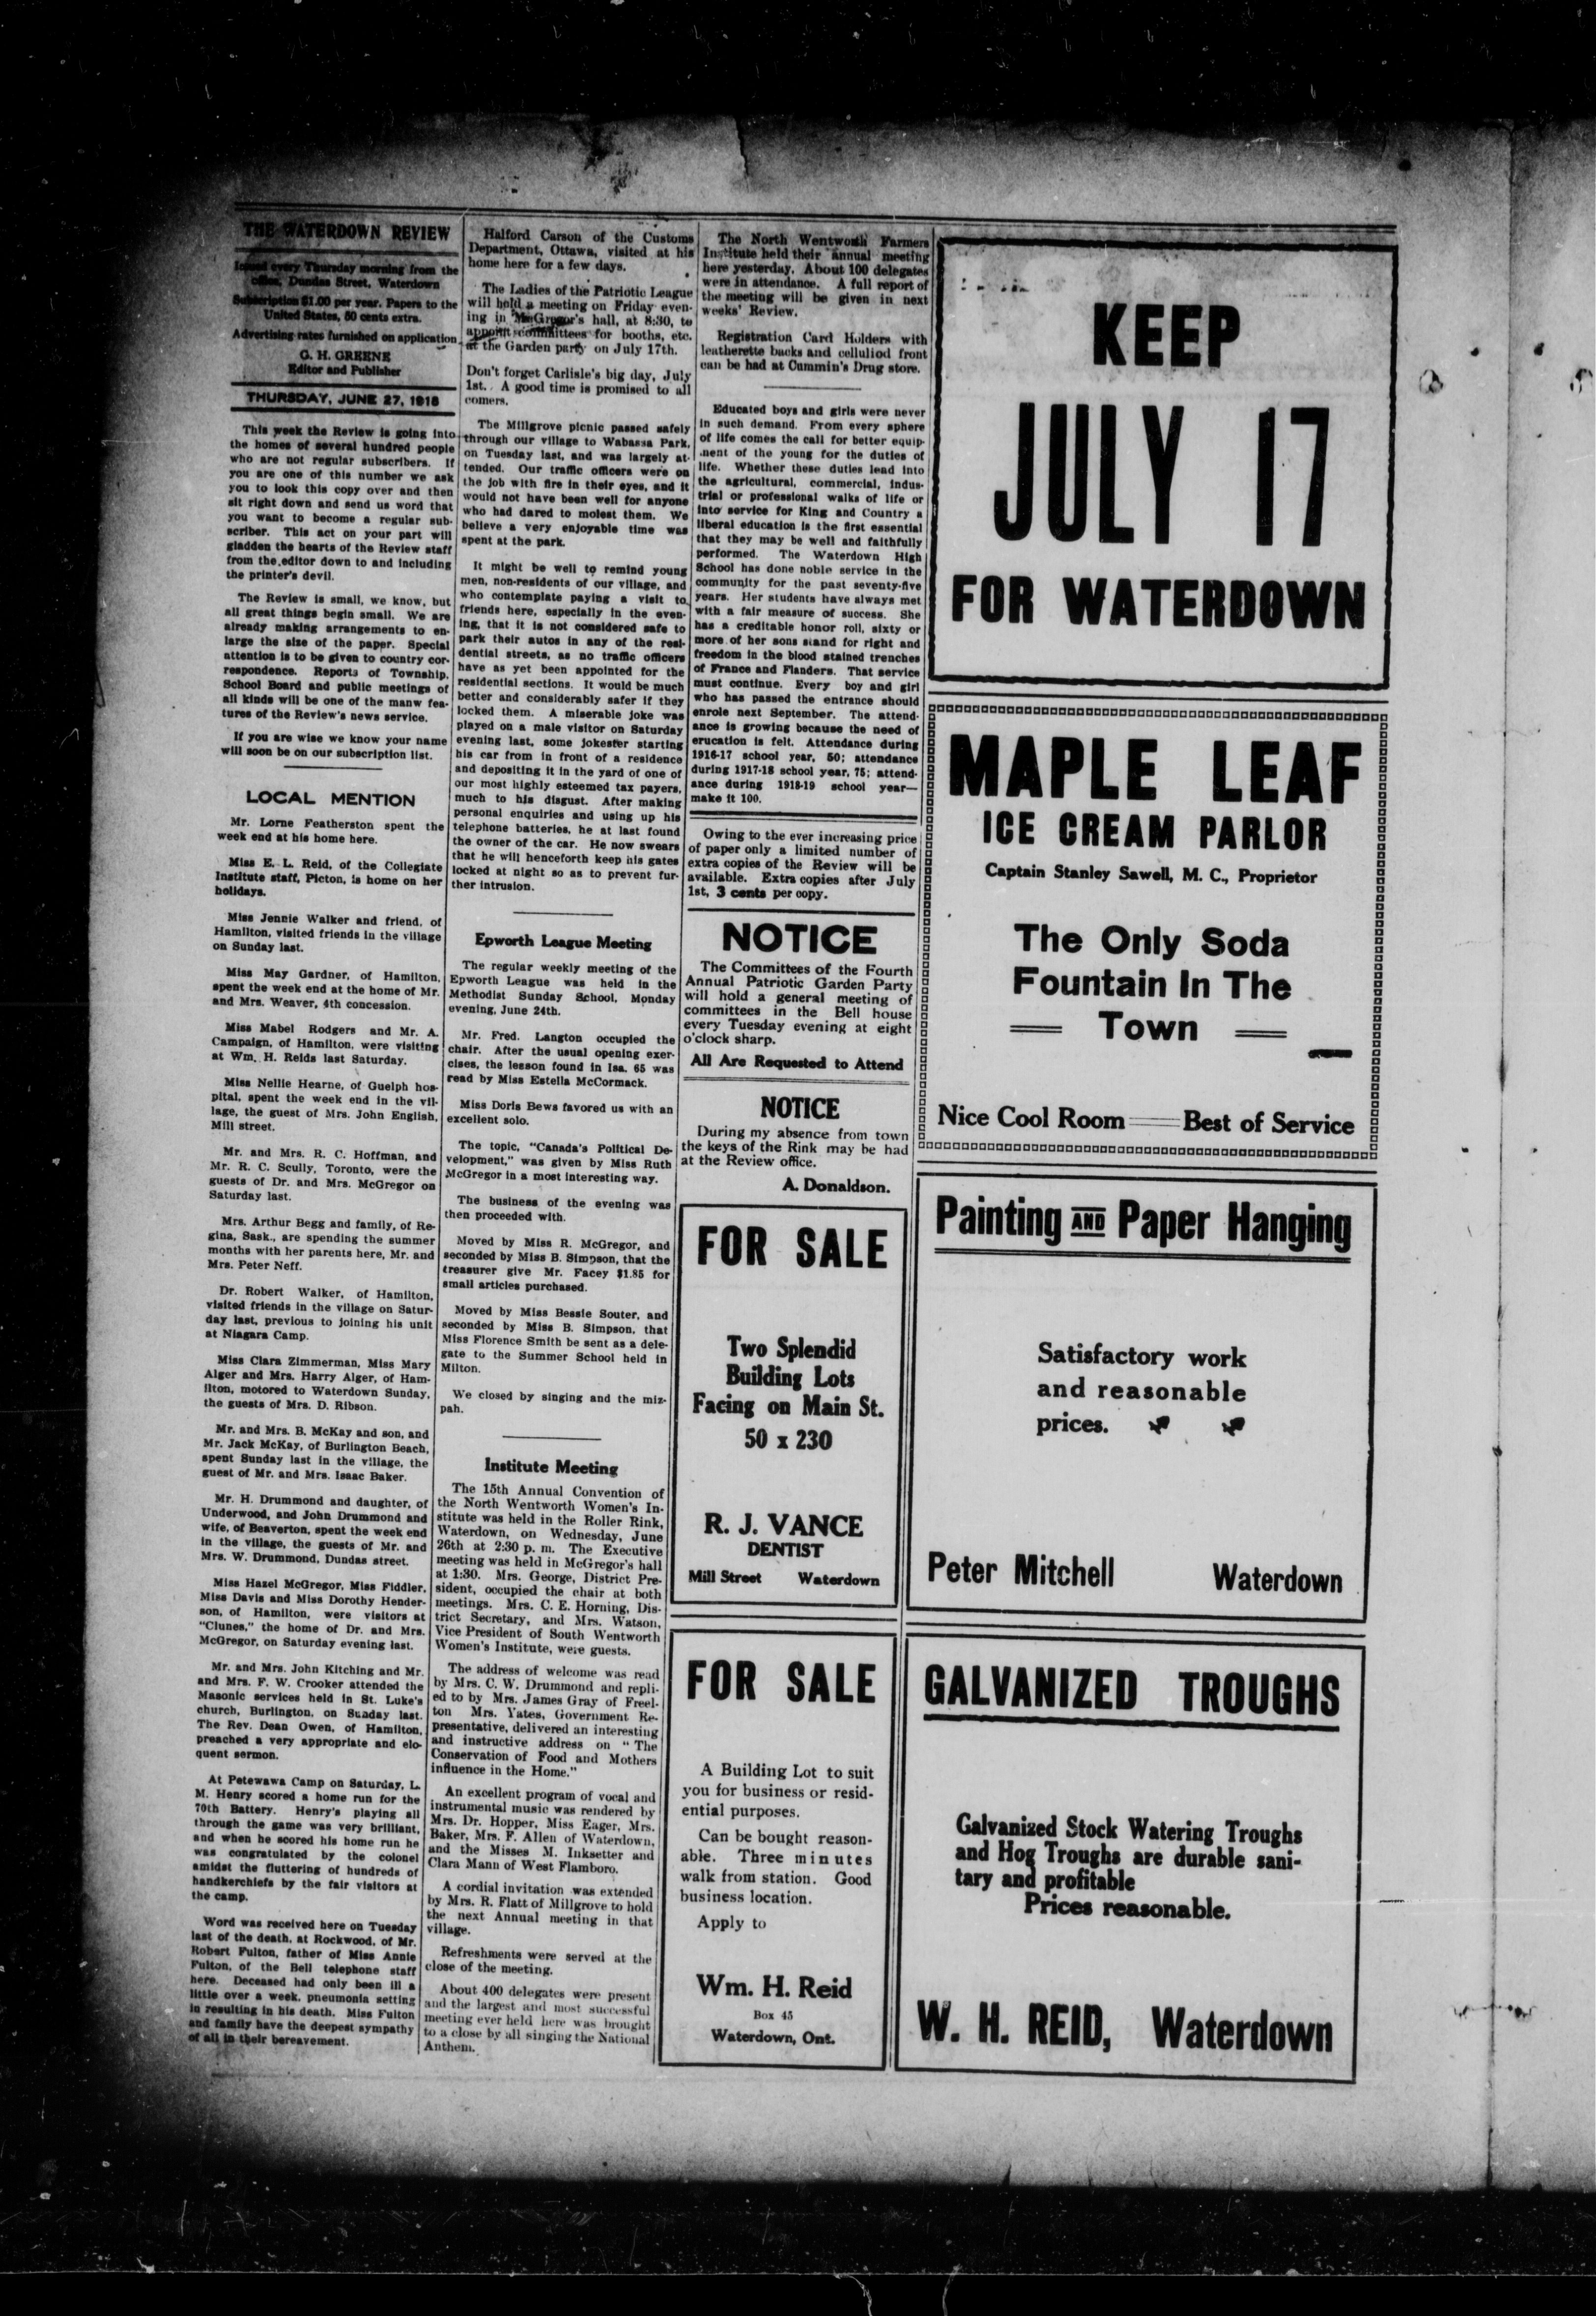 THE WATERDOWN REVIEW
Issued every Thursday morning from the
office, Dundas Street, Waterdown
Subscription $1.00 per year. Papers to the
United States, 50 cents extra.
Advertising rates furnished on application
G. H. GREENE
Editor and Publisher
THURSDAY, JUNE 27, 1918
This week the Review is going into
the homes of several hundred people
who are not regular subscribers. If
you are one of this number we ask
you to look this copy over and then
sit right down and send us word that
you want to become a regular sub-
scriber. This act on your part will
gladden the hearts of the Review staff
from the editor down to and including
the printer's devil.
The Review is small, we know, but
all great things begin small. We are
already making arrangements to en-
large the size of the paper. Special
attention is to be given to country cor-
respondence. Reports of Township,
School Board and public meetings of
all kinds will be one of the manw fea-
tures of the Review's news service.
If you are wise we know your name
will soon be on our subscription list.
LOCAL MENTION
Mr. Lorne Featherston spent the
week end at his home here.
Miss E. L. Reid, of the Collegiate
Institute staff, Picton, is home on her
holidays.
Miss Jennie Walker and friend, of
Hamilton, visited friends in the village
on Sunday last.
Miss May Gardner, of Hamilton,
spent the week end at the home of Mr.
and Mrs. Weaver, 4th concession.
Miss Mabel Rodgers and Mr. A.
Campaign, of Hamilton, were visiting
at Wm. H. Reids last Saturday.
Miss Nellie Hearne, of Guelph hos-
pital, spent the week end in the vil-
lage, the guest of Mrs. John English,
Mill street.
Mr. and Mrs. R. C. Hoffman, and
Mr. R. C. Scully, Toronto, were the
guests of Dr. and Mrs. McGregor on
Saturday last.
Mrs. Arthur Begg and family, of Re-
gina, Sask., are spending the summer
months with her parents here, Mr. and
Mrs. Peter Neff.
Dr. Robert Walker, of Hamilton,
visited friends in the village on Satur-
day last, previous to joining his unit
at Niagara Camp.
Miss Clara Zimmerman, Miss Mary
Alger and Mrs. Harry Alger, of Ham-
ilton, motored to Waterdown Sunday,
the guests of Mrs. D. Ribson.
Mr. and Mrs. B. McKay and son, and
Mr. Jack McKay, of Burlington Beach,
spent Sunday last in the village, the
guest of Mr. and Mrs. Isaac Baker.
Mr. H. Drummond and daughter, of
Underwood, and John Drummond and
wife, of Beaverton, spent the week end
in the village, the guests of Mr. and
Mrs. W. Drummond, Dundas street.
Miss Hazel McGregor, Miss Fiddler,
Miss Davis and Miss Dorothy Hender-
son, of Hamilton, were visitors at
"Clunes," the home of Dr. and Mrs.
McGregor, on Saturday evening last.
Mr. and Mrs. John Kitching and Mr.
and Mrs. F. W. Crooker attended the
Masonic services held in St. Luke's
church, Burlington, on Sunday last.
The Rev. Dean Owen, of Hamilton,
preached a very appropriate and elo-
quent sermon.
At Petewawa Camp on Saturday, L.
M. Henry scored a home run for the
70th Battery. Henry's playing all
through the game was very brilliant,
and when he scored his home run he
was congratulated by the colonel
amidst the fluttering of hundreds of
handkerchiefs by the fair visitors at
the camp.
Word was received here on Tuesday
last of the death, at Rockwood, of Mr.
Robert Fulton, father of Miss Annie
Fulton, of the Bell telephone staff
here. Deceased had only been ill a
little over a week, pneumonia setting
in resulting in his death. Miss Fulton
and family have the deepest sympathy
of all in their bereavement.
Halford Carson of the Customs
Department, Ottawa, visited at his
home here for a few days.
The Ladies of the Patriotic League
will hold a meeting on Friday even-
ing in McGregor's hall, at 8:30, to
appoint committees for booths, etc.
at the Garden party on July 17th.
Don't forget Carlisle's big day, July
1st. A good time is promised to all
comers.
The Millgrove picnic passed safely
through our village to Wabassa Park,
on Tuesday last, and was largely at-
tended. Our traffic officers were on
the job with fire in their eyes, and it
would not have been well for anyone
who had dared to molest them. We
believe a very enjoyable time was
spent at the park.
It might be well to remind young
men, non-residents of our village, and
who contemplate paying a visit to
friends here, especially in the even-
ing, that it is not considered safe to
park their autos in any of the resi-
dential streets, as no traffic officers
have as yet been appointed for the
residential sections. It would be much
better and considerably safer if they
locked them. A miserable joke was
played on a male visitor on Saturday
evening last, some jokester starting
his car from in front of a residence
and depositing it in the yard of one of
our most highly esteemed tax payers,
much to his disgust. After making
personal enquiries and using up his
telephone batteries, he at last found
the owner of the car. He now swears
that he will henceforth keep his gates
locked at night so as to prevent fur-
ther intrusion.
Epworth League Meeting
The regular weekly meeting of the
Epworth League was held in the
Methodist Sunday School, Monday
evening, June 24th.
Mr. Fred. Langton occupied the
chair. After the usual opening exer-
cises, the lesson found in Isa. 65 was
read by Miss Estella McCormack.
Miss Doris Bews favored us with an
excellent solo.
The topic, "Canada's Political De-
velopment," was given by Miss Ruth
McGregor in a most interesting way.
The business of the evening was
then proceeded with.
Moved by Miss R. McGregor, and
seconded by Miss B. Simpson, that the
treasurer give Mr. Facey $1.85 for
small articles purchased.
Moved by Miss Bessie Souter, and
seconded by Miss B. Simpson, that
Miss Florence Smith be sent as a dele-
gate to the Summer School held in
Milton.
We closed by singing and the miz-
pah.
Institute Meeting
The 15th Annual Convention of
the North Wentworth Women's In-
stitute was held in the Roller Rink,
Waterdown, on Wednesday, June
26th at 2:30 p. m. The Executive
meeting was held in McGregor's hall
at 1:30. Mrs. George, District Pre-
sident, occupied the chair at both
meetings. Mrs. C. E. Horning, Dis-
trict Secretary, and Mrs. Watson,
Vice President of South Wentworth
Women's Institute, were guests.
The address of welcome was read
by Mrs. C. W. Drummond and repli-
ed to by Mrs. James Gray of Freel-
ton Mrs. Yates, Government Re-
presentative, delivered an interesting
and instructive address on " The
Conservation of Food and Mothers
influence in the Home."
An excellent program of vocal and
instrumental music was rendered by
Mrs. Dr. Hopper, Miss Eager, Mrs.
Baker, Mrs. F. Allen of Waterdown,
and the Misses M. Inksetter and
Clara Mann of West Flamboro.
A cordial invitation was extended
by Mrs. R. Flatt of Millgrove to hold
the next Annual meeting in that
village.
Refreshments were served at the
close of the meeting.
About 400 delegates were present
and the largest and most successful
meeting ever held here was brought
to a close by all singing the National
Anthem.
The North Wentworth Farmers
Institute held their annual meeting
here yesterday. About 100 delegates
were in attendance. A full report of
the meeting will be given in next
weeks' Review.
Registration Card Holders with
leatherette backs and celluliod front
can be had at Cummin's Drug store.
Educated boys and girls were never
in such demand. From every sphere
of life comes the call for better equip-
ment of the young for the duties of
life. Whether these duties lead into
the agricultural, commercial, indus-
trial or professional walks of life or
into service for King and Country a
liberal education is the first essential
that they may be well and faithfully
performed. The Waterdown High
School has done noble service in the
community for the past seventy-five
years. Her students have always met
with a fair measure of success. She
has a creditable honor roll, sixty or
more of her sons stand for right and
freedom in the blood stained trenches
of France and Flanders. That service
must continue. Every boy and girl
who has passed the entrance should
enrole next September. The attend-
ance is growing because the need of
erucation is felt. Attendance during
1916-17 school year, 50; attendance
during 1917-18 school year, 75; attend-
ance during 1918-19 school year—
make it 100.
Owing to the ever increasing price
of paper only a limited number of
extra copies of the Review will be
available. Extra copies after July
1st, 3 cents per copy.
NOTICE
The Committees of the Fourth
Annual Patriotic Garden Party
will hold a general meeting of
committees in the Bell house
every Tuesday evening at eight
o'clock sharp.
All Are Requested to Attend
NOTICE
During my absence from town
the keys of the Rink may be had
at the Review office.
A. Donaldson.
FOR SALE
Two Splendid
Building Lots
Facing on Main St.
50 x 230
R. J. VANCE
DENTIST
Mill Street Waterdown
FOR SALE
A Building Lot to suit
you for business or resid-
ential purposes.
Can be bought reason-
able. Three minutes
walk from station. Good
business location.
Apply to
Wm. H. Reid
Box 45
Waterdown, Ont.
KEEP
JULY 17
FOR WATERDOWN
MAPLE LEAF
ICE CREAM PARLOR
Captain Stanley Sawell, M. C., Proprietor
The Only Soda
Fountain In The
Town
Nice Cool Room Best of Service
Painting AND Paper Hanging
Satisfactory work
and reasonable
prices.
Peter Mitchell Waterdown
GALVANIZED TROUGHS
Galvanized Stock Watering Troughs
and Hog Troughs are durable sani-
tary and profitable
Prices reasonable.
W. H. REID, Waterdown